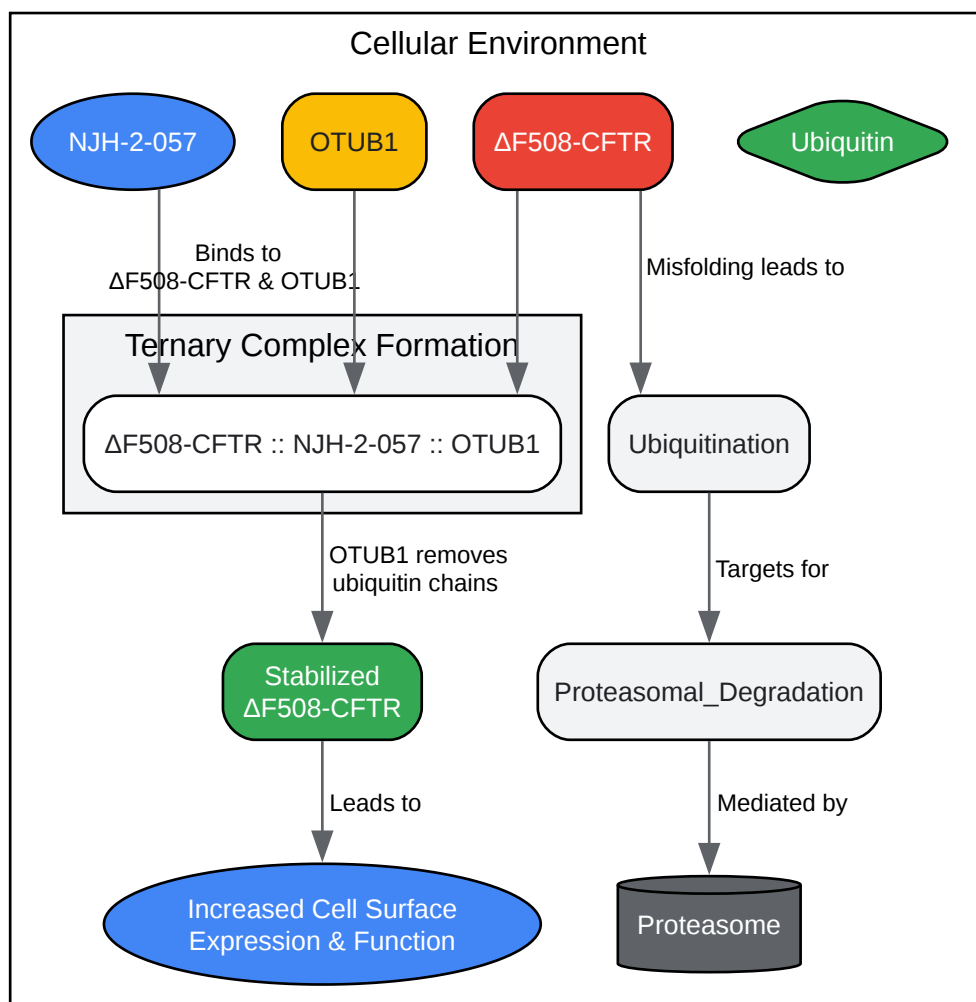 Cellular Environment
NJH-2-057
OTUB1
ΔF508-CFTR
Ubiquitin
Binds to
ΔF508-CFTR & OTUB1
Misfolding leads to
Ternary Complex Formation
ΔF508-CFTR :: NJH-2-057 :: OTUB1
Ubiquitination
OTUB1 removes
ubiquitin chains
Targets for
Stabilized
ΔF508-CFTR
Proteasomal_Degradation
Leads to
Mediated by
Increased Cell Surface
Expression & Function
Proteasome